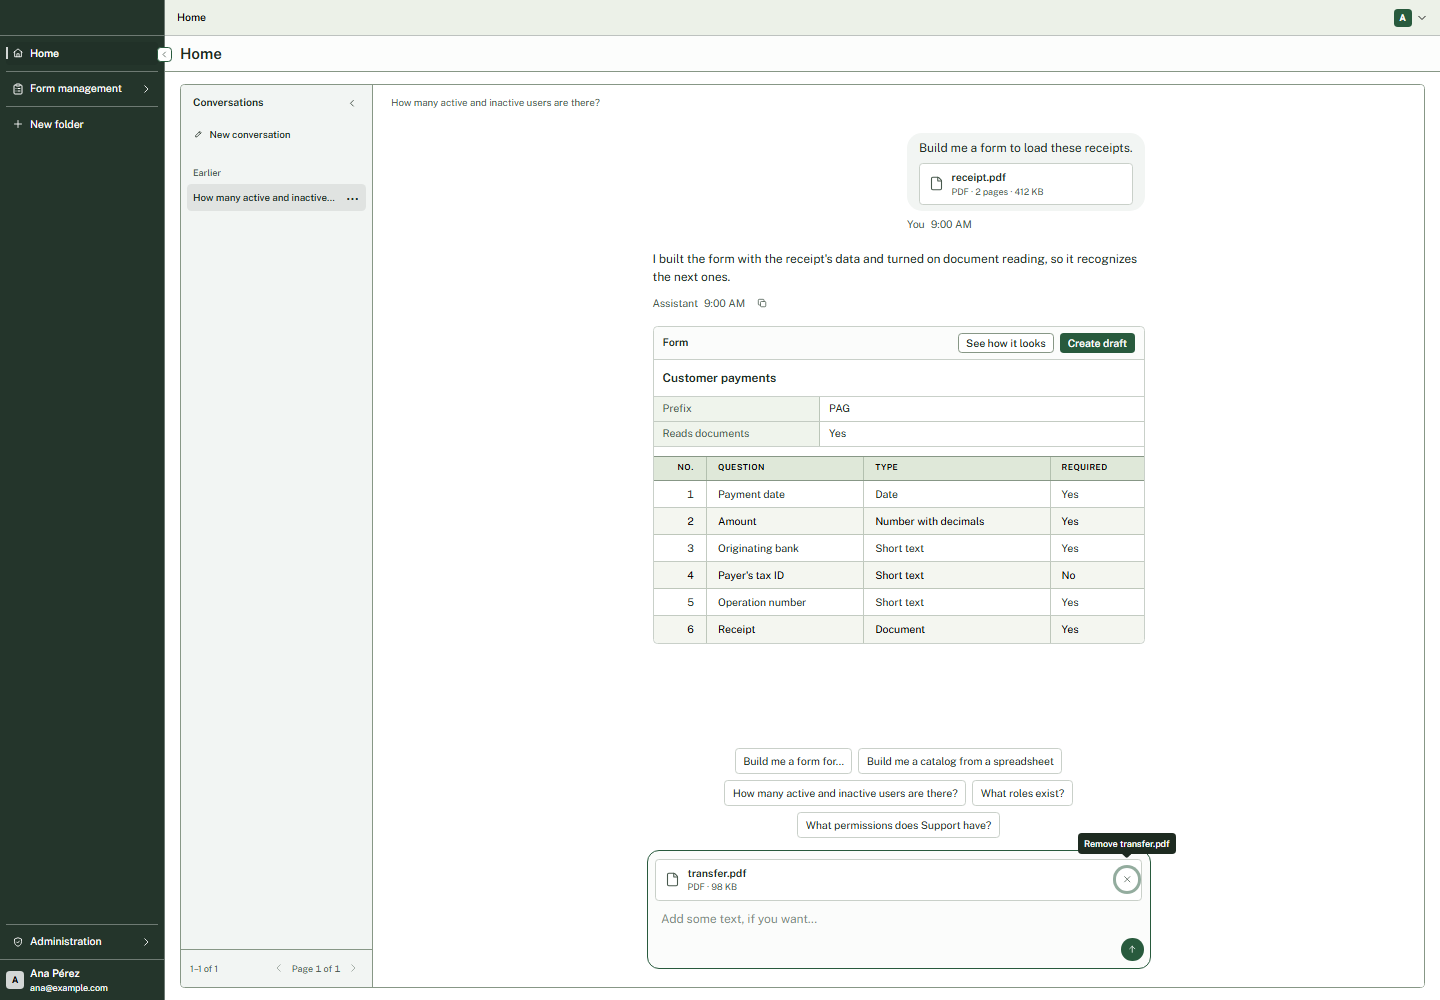 Home
A
Home
Form management
New folder
Home
Conversations
New conversation
Earlier
How many active and inactive...
How many active and inactive users are there?
Build me a form to load these receipts.
receipt.pdf
PDF · 2 pages · 412 KB
You 9:00 AM
I built the form with the receipt's data and turned on document reading, so it recognizes
the next ones.
Assistant 9:00 AM
Form
See how it looks
Create draft
Customer payments
Prefix PAG
Reads documents Yes
NO. QUESTION TYPE REQUIRED
1 Payment date Date Yes
2 Amount Number with decimals Yes
3 Originating bank Short text Yes
4 Payer's tax ID Short text No
5 Operation number Short text Yes
6 Receipt Document Yes
Build me a form for...
Build me a catalog from a spreadsheet
How many active and inactive users are there?
What roles exist?
What permissions does Support have?
Remove transfer.pdf
transfer.pdf
PDF · 98 KB
Add some text, if you want...
1–1 of 1
Page 1 of 1
Administration
A
Ana Pérez
ana@example.com